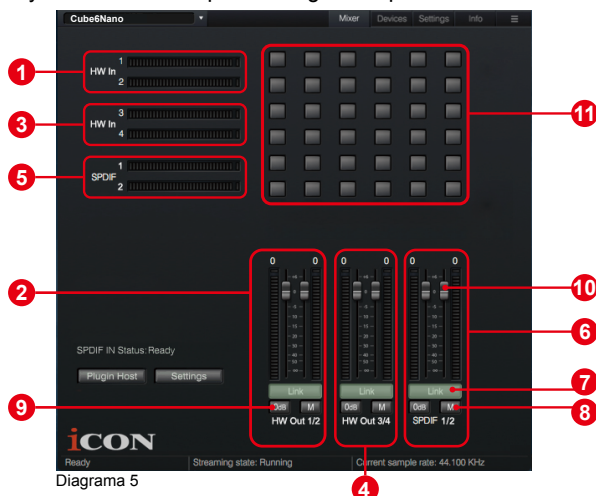 Cube6Nano Mixer Devices Settings Info
1
HW In
2
3
HW In
4
1
SPDIF
2
1
3
5
11
0 0 0 0 0 0
2
10
6
7
8
9
4
SPDIF IN Status: Ready
Plugin Host Settings
Link Link Link
0dB M 0dB M 0dB M
HW Out 1/2 HW Out 3/4 SPDIF 1/2
iCON
Ready Streaming state: Running Current sample rate: 44.100 KHz
Diagrama 5